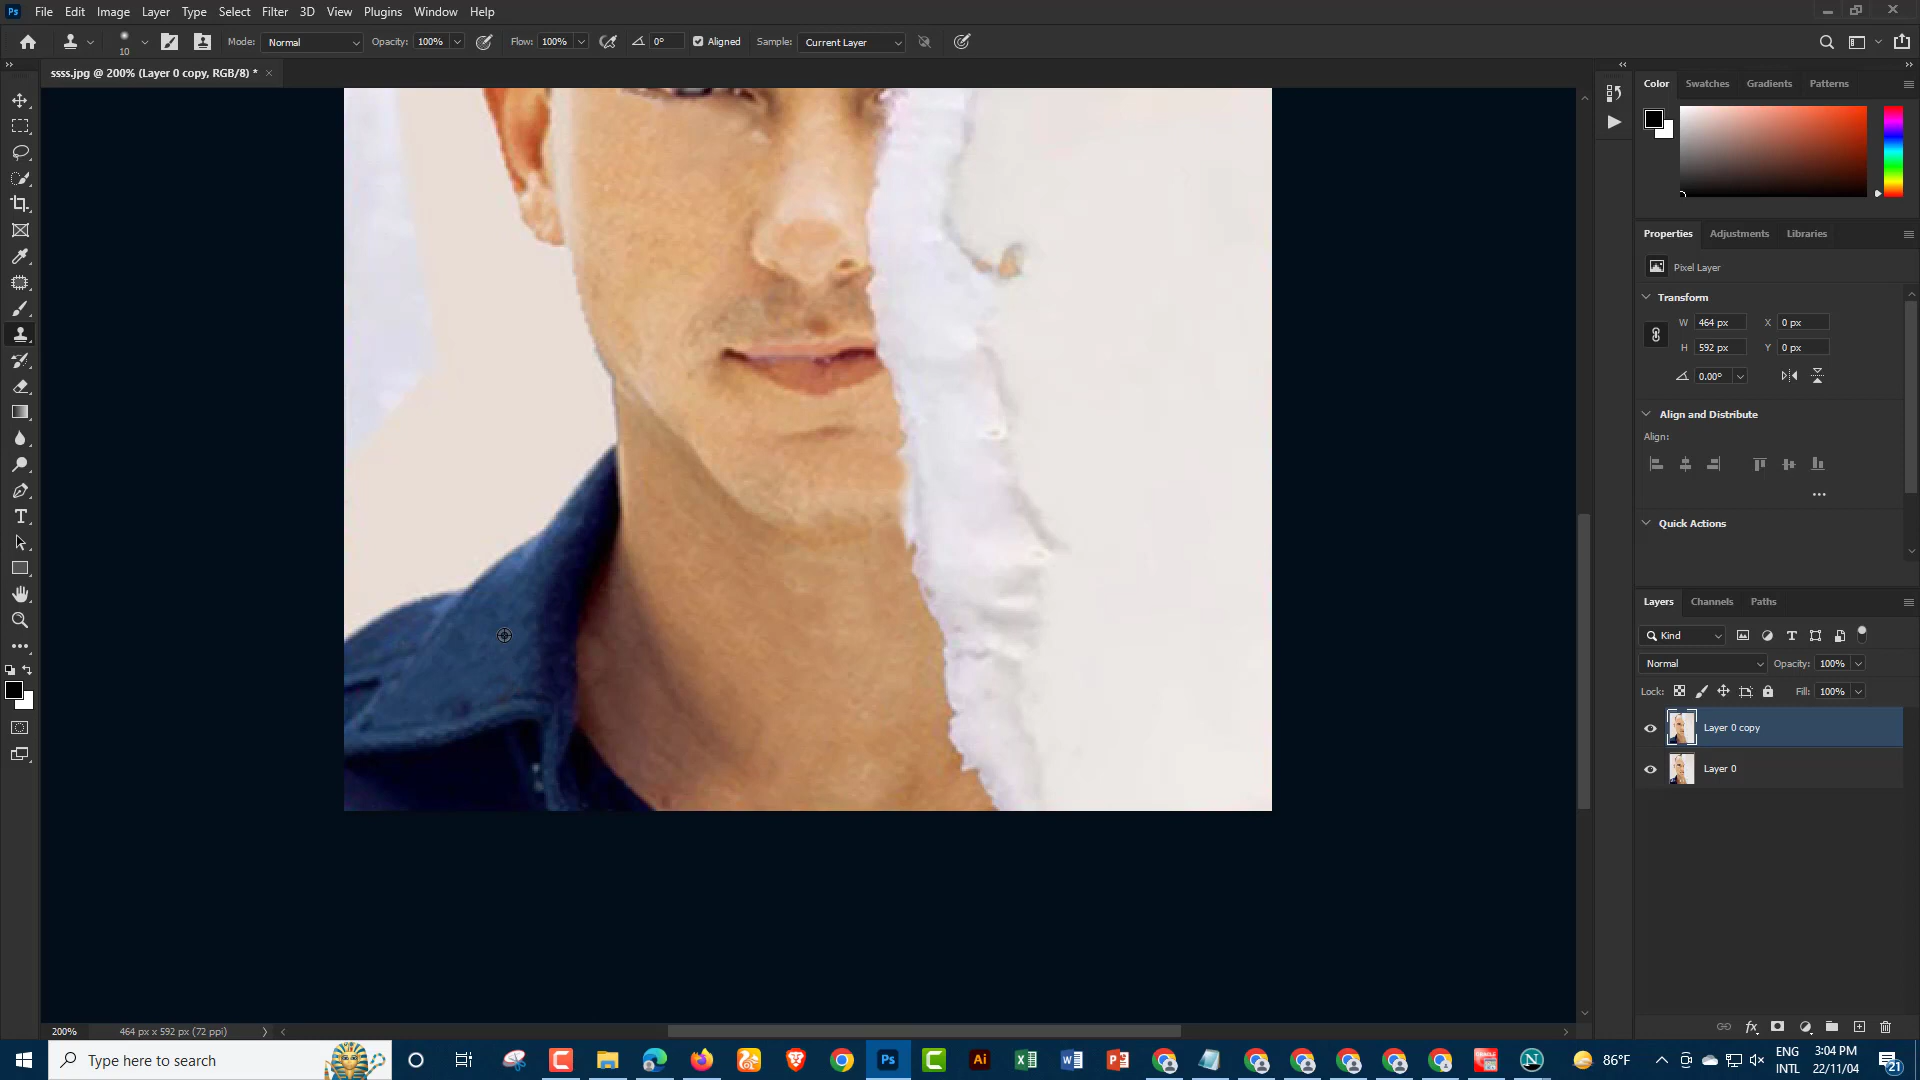 Ps File Edit Image Layer Type Select Filter 3D View Plugins Window Help
10 Mode: Normal Opacity: 100% Flow: 100% 0° Aligned Sample: Current Layer
ssss.jpg @ 200% (Layer 0 copy, RGB/8) * ×
Color Swatches Gradients Patterns
Properties Adjustments Libraries
Pixel Layer
Transform
W 464 px X 0 px
H 592 px Y 0 px
0.00°
Align and Distribute
Align:
Quick Actions
Layers Channels Paths
Kind
Normal Opacity: 100%
Lock: Fill: 100%
Layer 0 copy
Layer 0
200% 464 px x 592 px (72 ppi)
Type here to search
86°F
ENG
INTL
3:04 PM
22/11/04
21